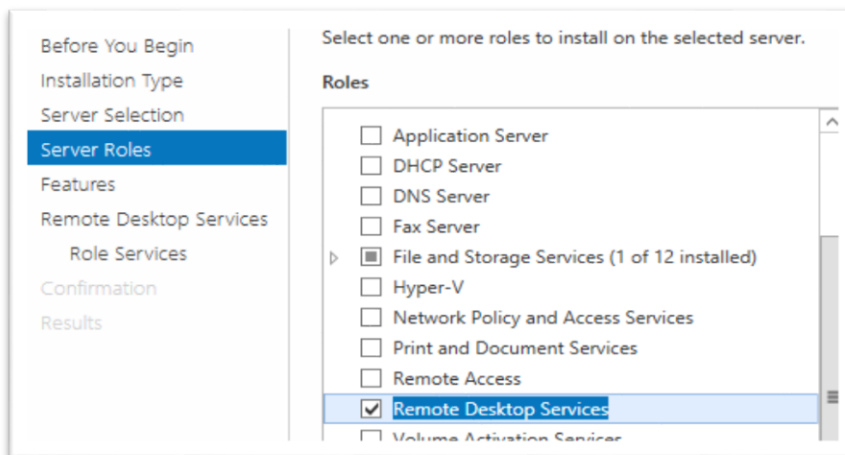 Before You Begin
Installation Type
Server Selection
Server Roles
Features
Remote Desktop Services
Role Services
Confirmation
Results
Select one or more roles to install on the selected server.
Roles
Application Server
DHCP Server
DNS Server
Fax Server
File and Storage Services (1 of 12 installed)
Hyper-V
Network Policy and Access Services
Print and Document Services
Remote Access
Remote Desktop Services
Volume Activation Services